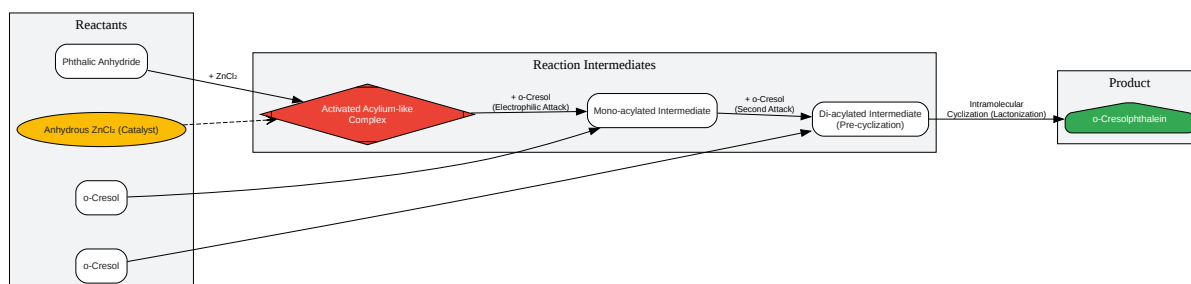 Reactants
Phthalic Anhydride
Anhydrous ZnCl₂ (Catalyst)
o-Cresol
o-Cresol
+ ZnCl₂
Reaction Intermediates
Activated Acylium-like
Complex
+ o-Cresol
(Electrophilic Attack)
Mono-acylated Intermediate
+ o-Cresol
(Second Attack)
Di-acylated Intermediate
(Pre-cyclization)
Intramolecular
Cyclization (Lactonization)
Product
o-Cresolphthalein